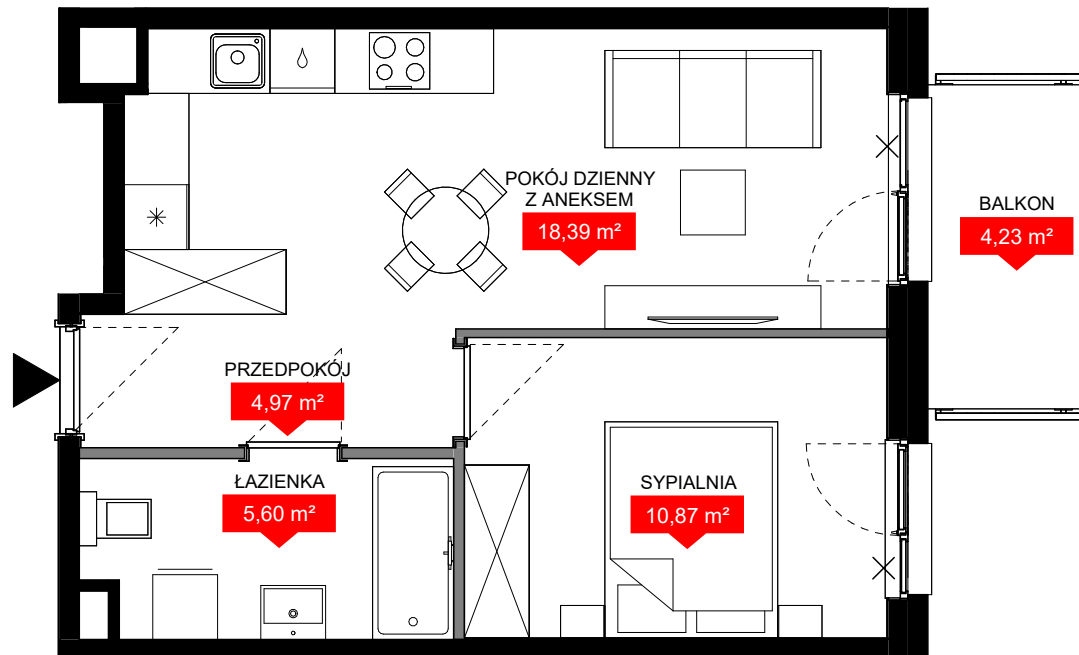 POKÓJ DZIENNY
Z ANEKSEM
18,39 m²
BALKON
4,23 m²
PRZEDPOKÓJ
4,97 m²
ŁAZIENKA
5,60 m²
SYPIALNIA
10,87 m²